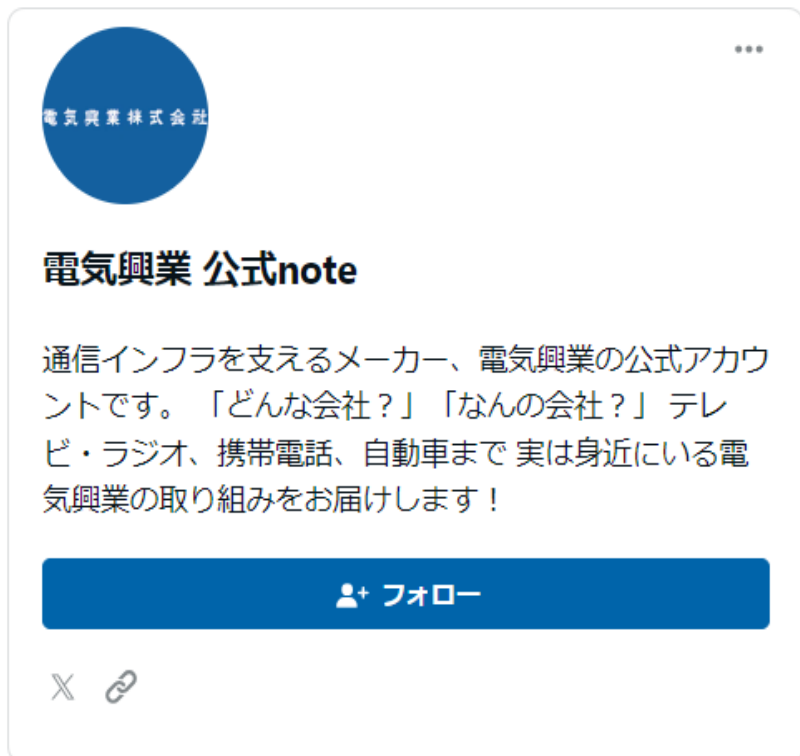 電気興業株式会社
電気興業 公式note
通信インフラを支えるメーカー、電気興業の公式アカウ
ントです。 「どんな会社？」「なんの会社？」 テレ
ビ・ラジオ、携帯電話、自動車まで 実は身近にいる電
気興業の取り組みをお届けします！
フォロー